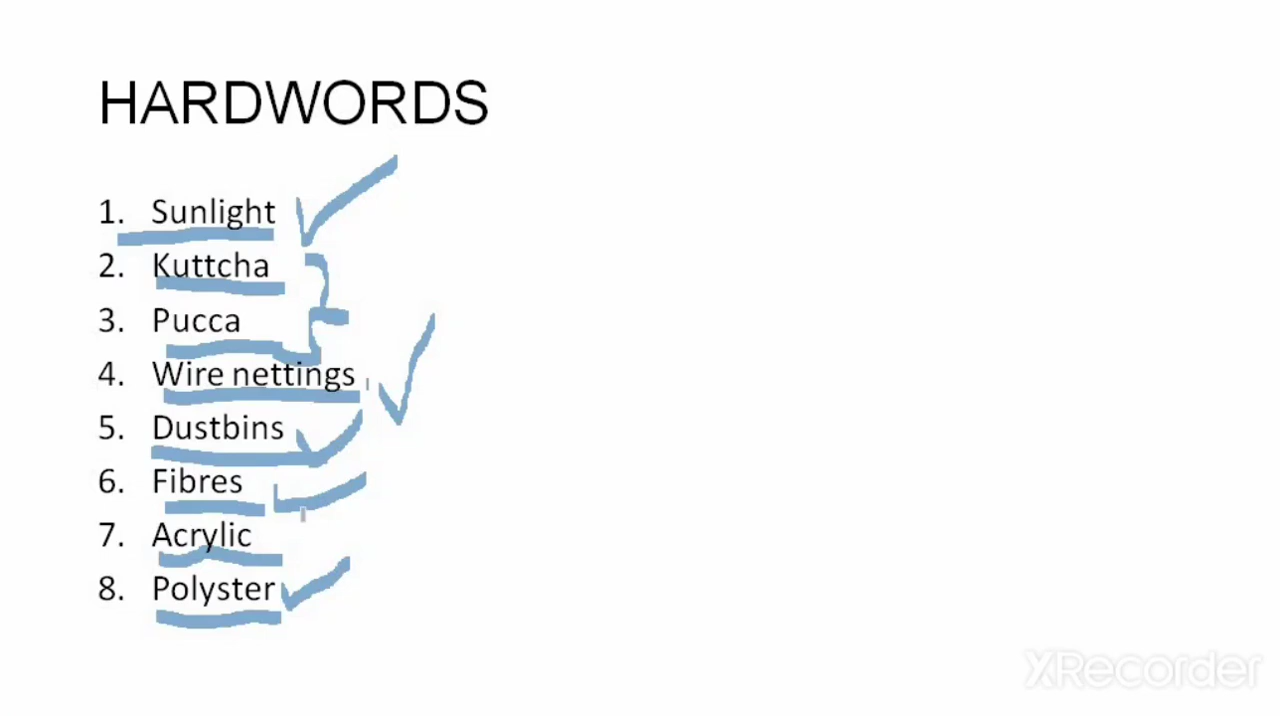 HARDWORDS
1. Sunlight
2. Kuttcha
3. Pucca
4. Wire nettings
5. Dustbins
6. Fibres
7. Acrylic
8. Polyster
XRecorder